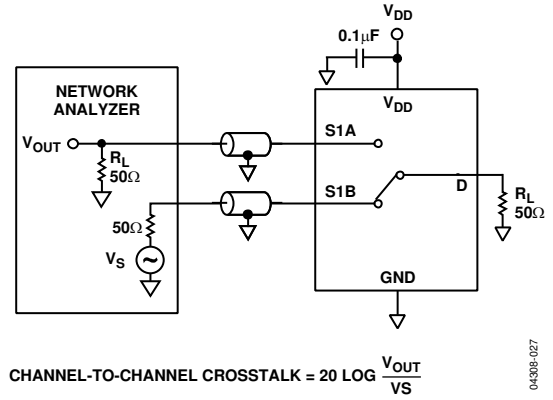 V_DD
0.1µF
NETWORK
ANALYZER
V_DD
V_OUT
S1A
R_L
50Ω
S1B
D
R_L
50Ω
50Ω
V_S
GND
CHANNEL-TO-CHANNEL CROSSTALK = 20 LOG V_OUT / VS
04308-027